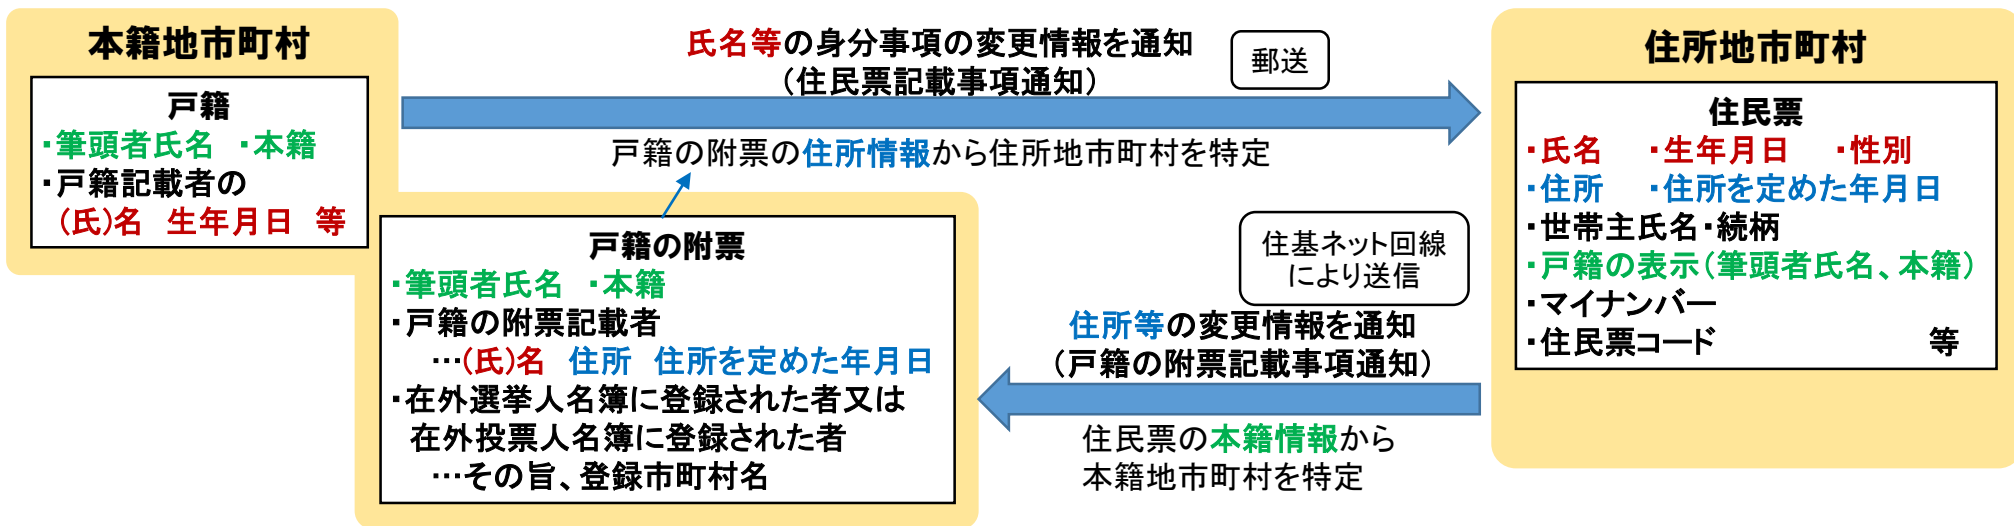 本籍地市町村
戸籍
・筆頭者氏名 ・本籍
・戸籍記載者の
(氏)名 生年月日 等
氏名等の身分事項の変更情報を通知
(住民票記載事項通知)
郵送
戸籍の附票の住所情報から住所地市町村を特定
戸籍の附票
・筆頭者氏名 ・本籍
・戸籍の附票記載者
…(氏)名 住所 住所を定めた年月日
・在外選挙人名簿に登録された者又は
在外投票人名簿に登録された者
…その旨、登録市町村名
住基ネット回線
により送信
住所等の変更情報を通知
(戸籍の附票記載事項通知)
住民票の本籍情報から
本籍地市町村を特定
住所地市町村
住民票
・氏名 ・生年月日 ・性別
・住所 ・住所を定めた年月日
・世帯主氏名・続柄
・戸籍の表示(筆頭者氏名、本籍)
・マイナンバー
・住民票コード 等